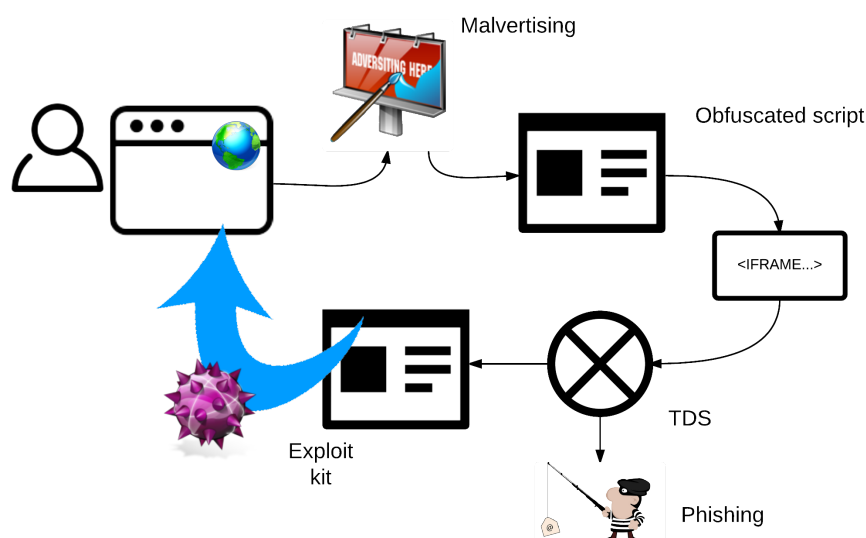 Malvertising
ADVERSITING HERE
Obfuscated script
<IFRAME...>
TDS
Exploit
kit
@
Phishing